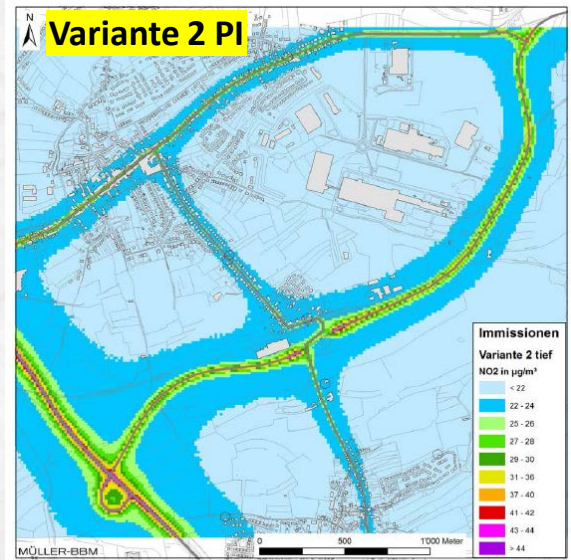 N
Variante 2 PI
Immissionen
Variante 2 tief
NO2 in µg/m³
< 22
22 - 24
25 - 26
27 - 28
29 - 30
31 - 36
37 - 40
41 - 42
43 - 44
> 44
MÜLLER-BBM
0 500 1'000 Meter